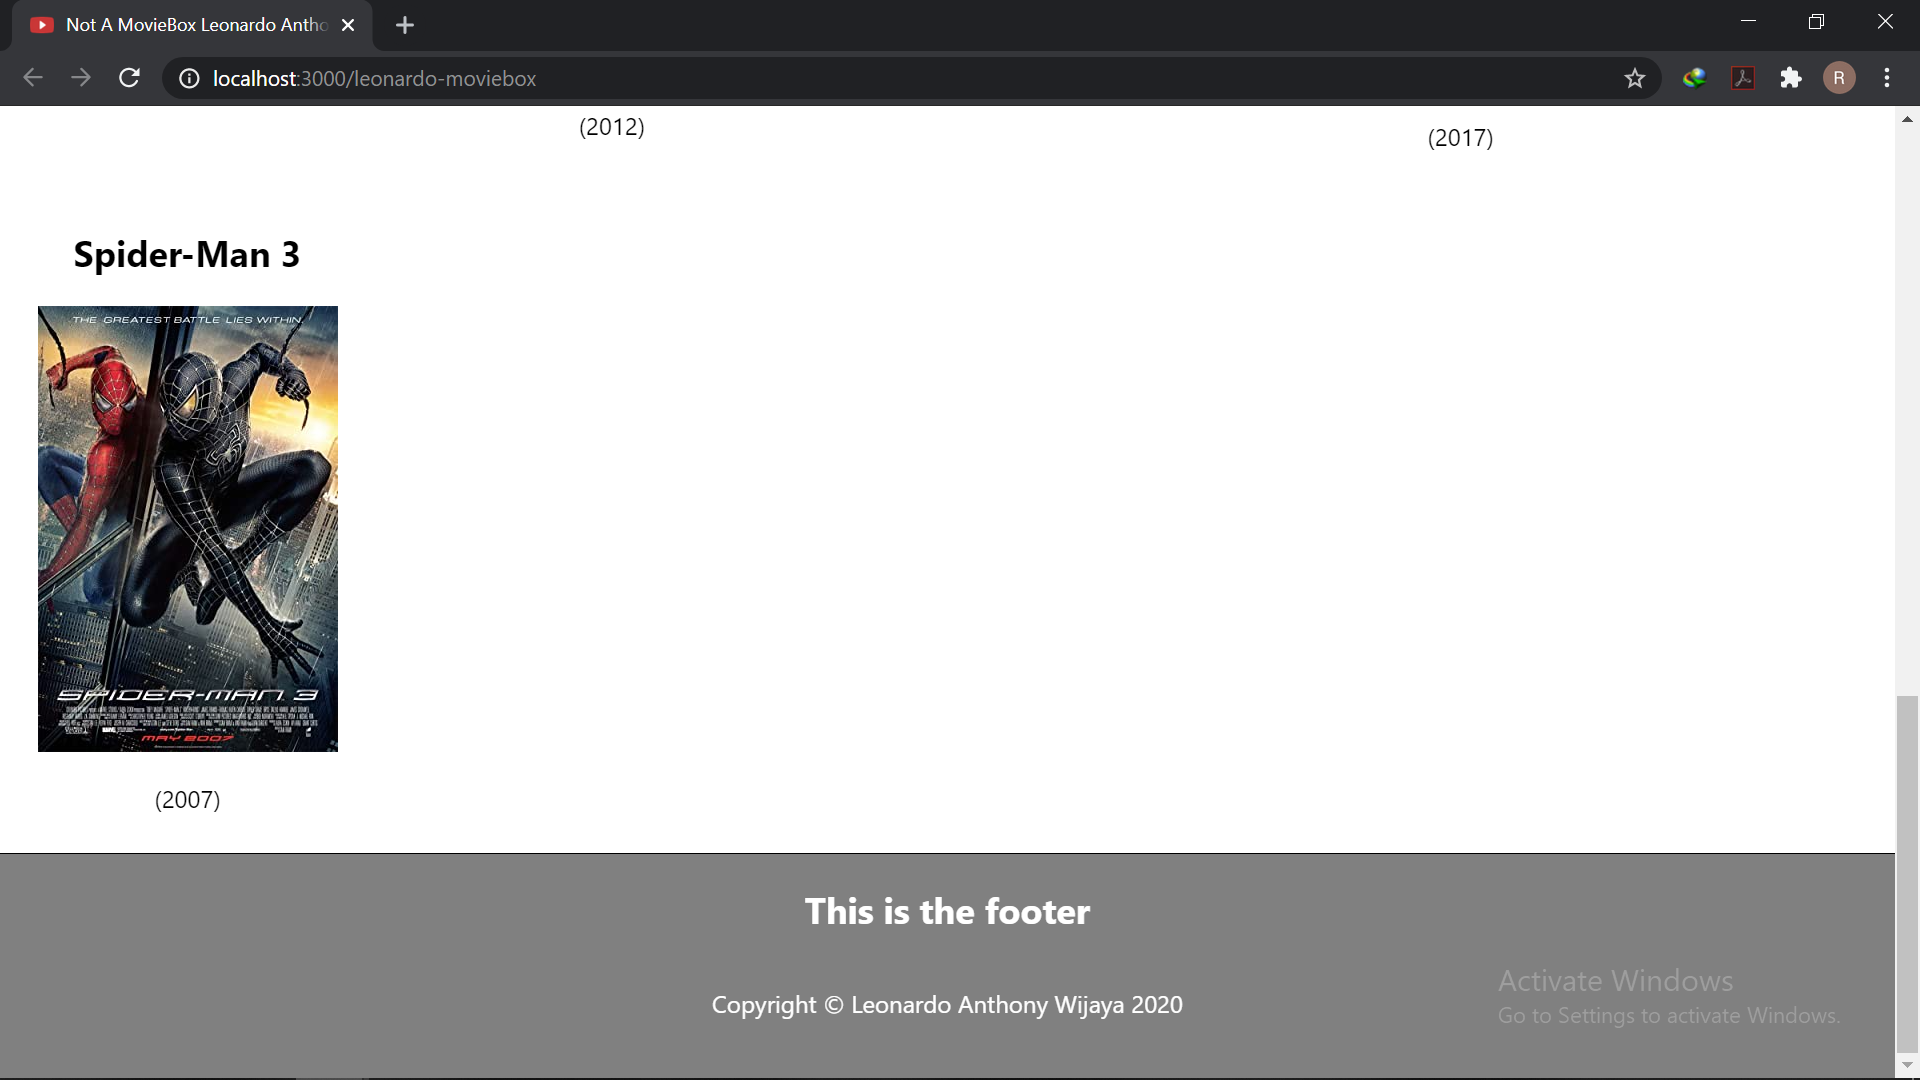 Not A MovieBox Leonardo Antho
localhost:3000/leonardo-moviebox
R
(2012)
(2017)
Spider-Man 3
THE GREATEST BATTLE LIES WITHIN.
SPIDER-MAN 3
MAY 2007
(2007)
This is the footer
Copyright © Leonardo Anthony Wijaya 2020
Activate Windows
Go to Settings to activate Windows.